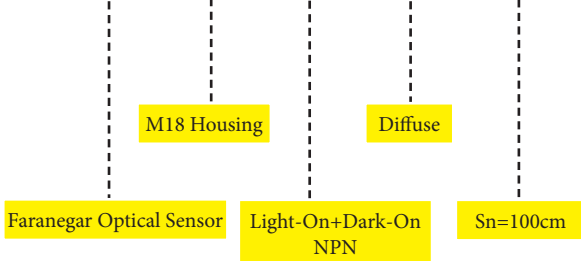 M18 Housing
Diffuse
Faranegar Optical Sensor
Light-On+Dark-On
NPN
Sn=100cm